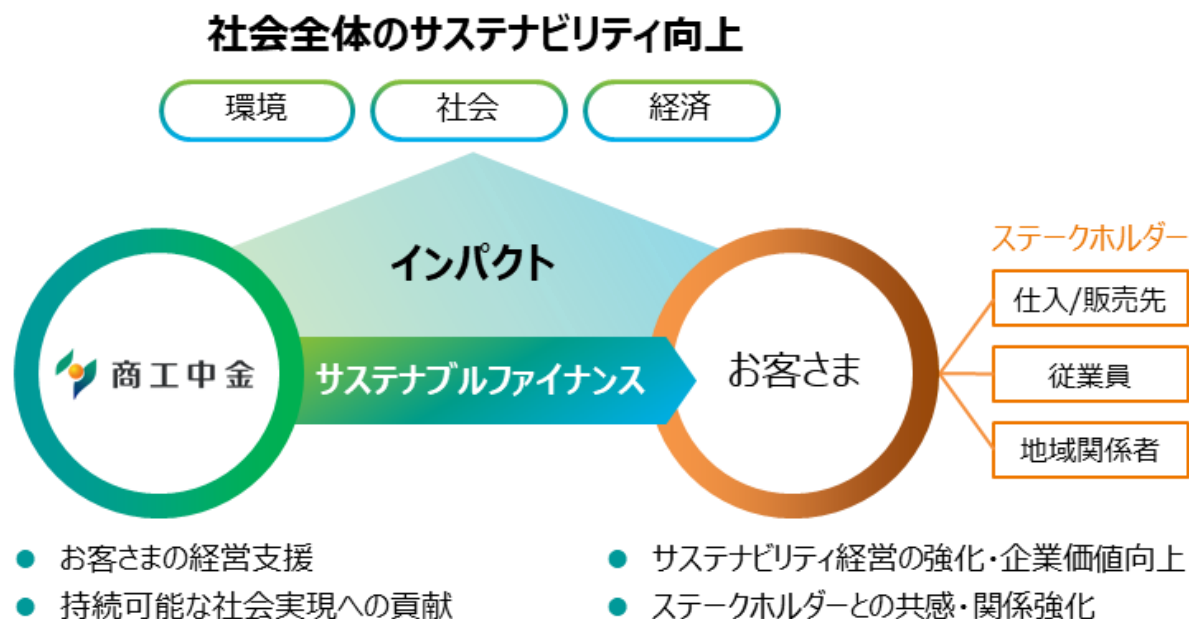 社会全体のサステナビリティ向上
環境
社会
経済
インパクト
商工中金
サステナブルファイナンス
お客さま
ステークホルダー
仕入/販売先
従業員
地域関係者
● お客さまの経営支援
● 持続可能な社会実現への貢献
● サステナビリティ経営の強化・企業価値向上
● ステークホルダーとの共感・関係強化